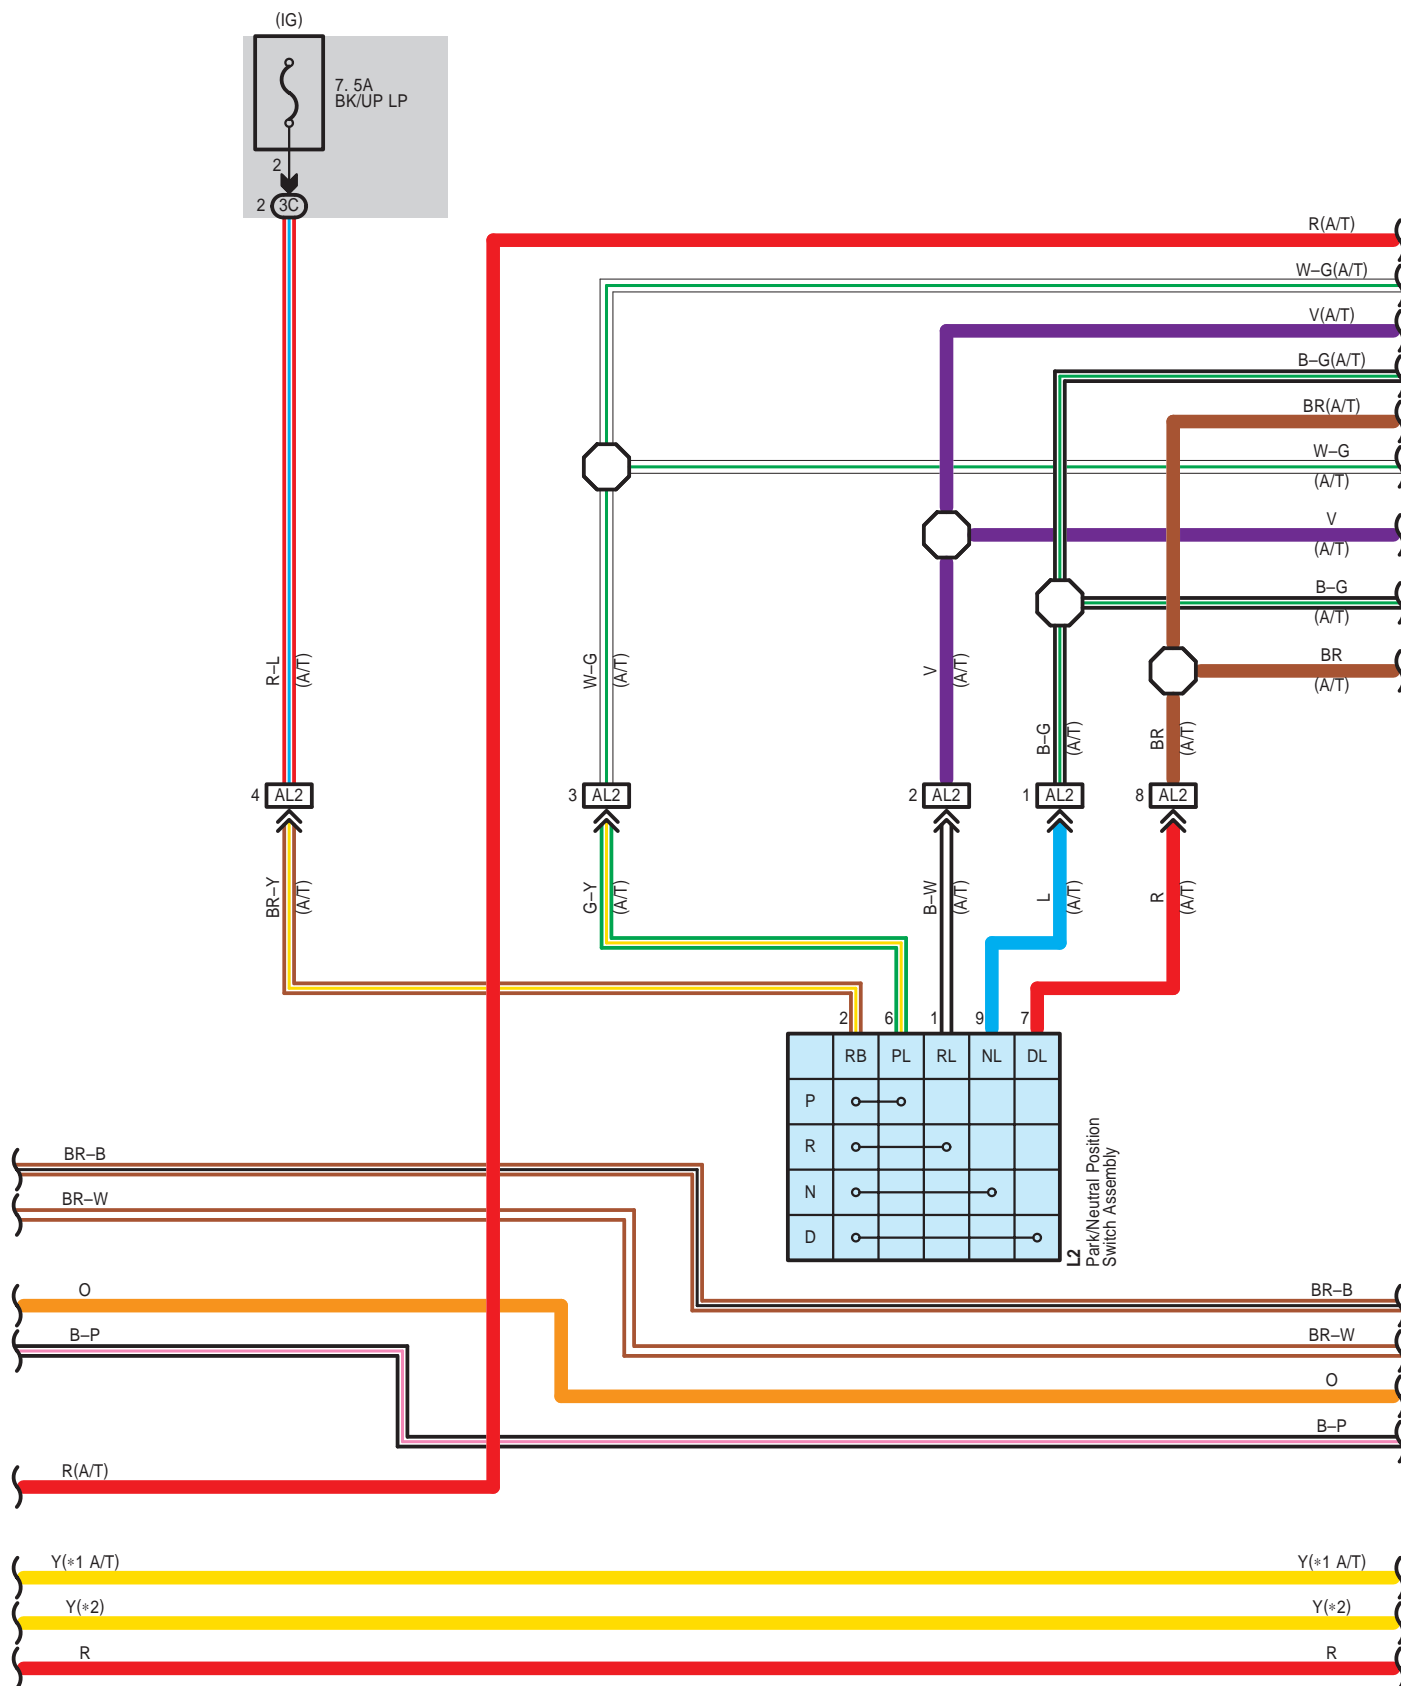 (IG)
7. 5A
BK/UP LP
2
2 3C
R(A/T)
W–G(A/T)
V(A/T)
B–G(A/T)
BR(A/T)
W–G
(A/T)
V
(A/T)
B–G
(A/T)
BR
(A/T)
R–L
(A/T)
W–G
(A/T)
V
(A/T)
B–G
(A/T)
BR
(A/T)
4 AL2
3 AL2
2 AL2
1 AL2
8 AL2
BR–Y
(A/T)
G–Y
(A/T)
B–W
(A/T)
L
(A/T)
R
(A/T)
2 6 1 9 7
RB PL RL NL DL
P
R
N
D
L2
Park/Neutral Position
Switch Assembly
BR–B
BR–W
O
B–P
R(A/T)
BR–B
BR–W
O
B–P
Y(*1 A/T) Y(*1 A/T)
Y(*2) Y(*2)
R R